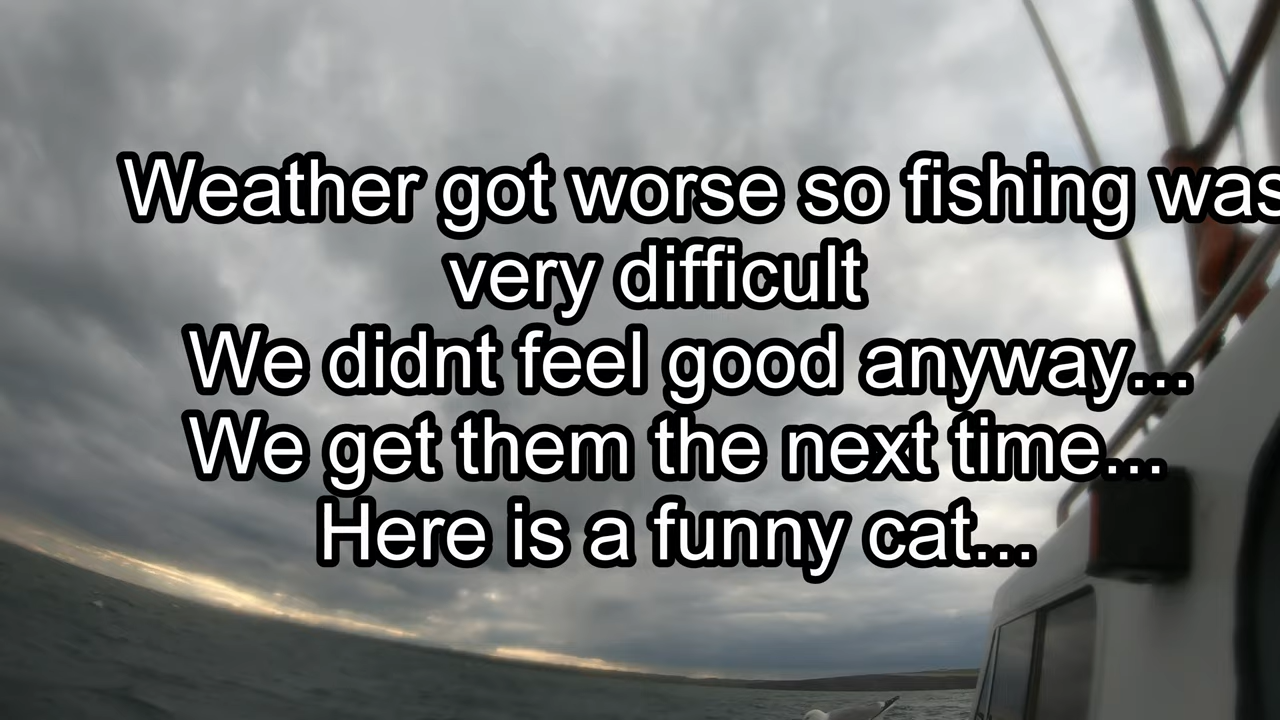 Weather got worse so fishing was
very difficult
We didnt feel good anyway...
We get them the next time...
Here is a funny cat...